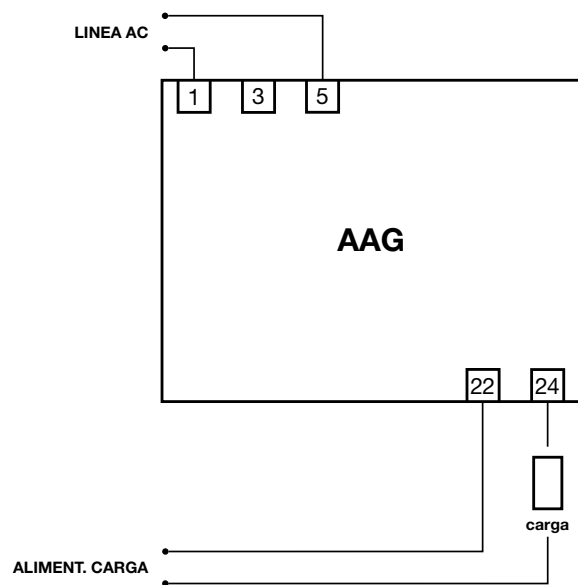 LINEA AC
1 3 5
AAG
22 24
carga
ALIMENT. CARGA